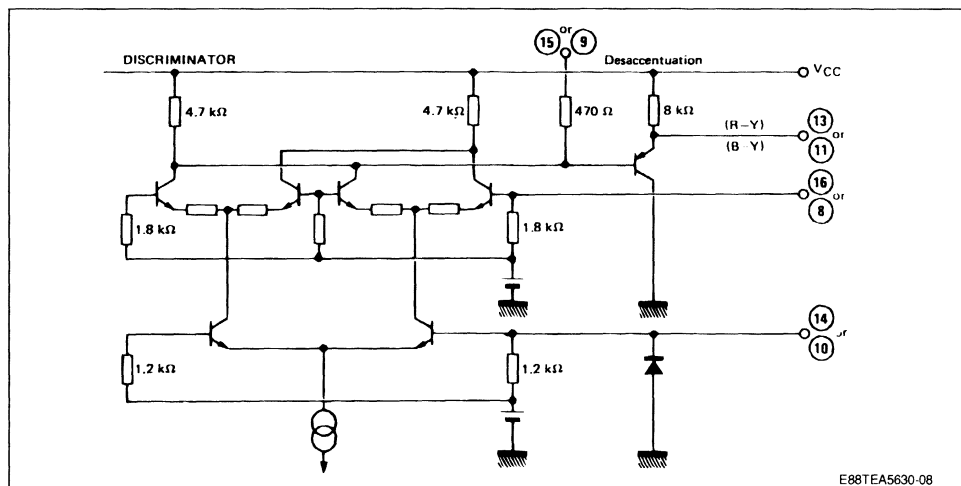 15 or 9
DISCRIMINATOR
Desaccentuation
VCC
4.7 kΩ
4.7 kΩ
470 Ω
8 kΩ
(R-Y)
(B-Y)
13 or
11
16 or
8
1.8 kΩ
1.8 kΩ
14 or
10
1.2 kΩ
1.2 kΩ
E88TEA5630-08